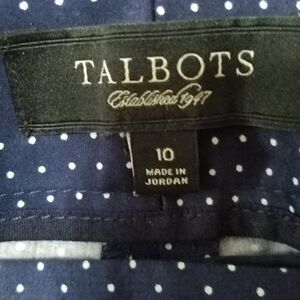 TALBOTS
Established 1947
10
MADE IN
JORDAN